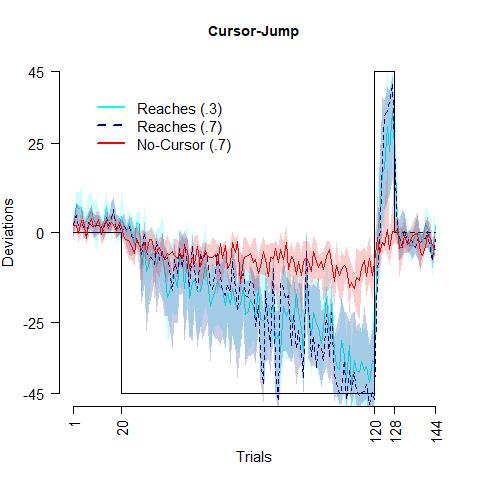 Cursor-Jump
45
25
0
-25
-45
Deviations
Reaches (.3)
Reaches (.7)
No-Cursor (.7)
1
20
120
128
144
Trials